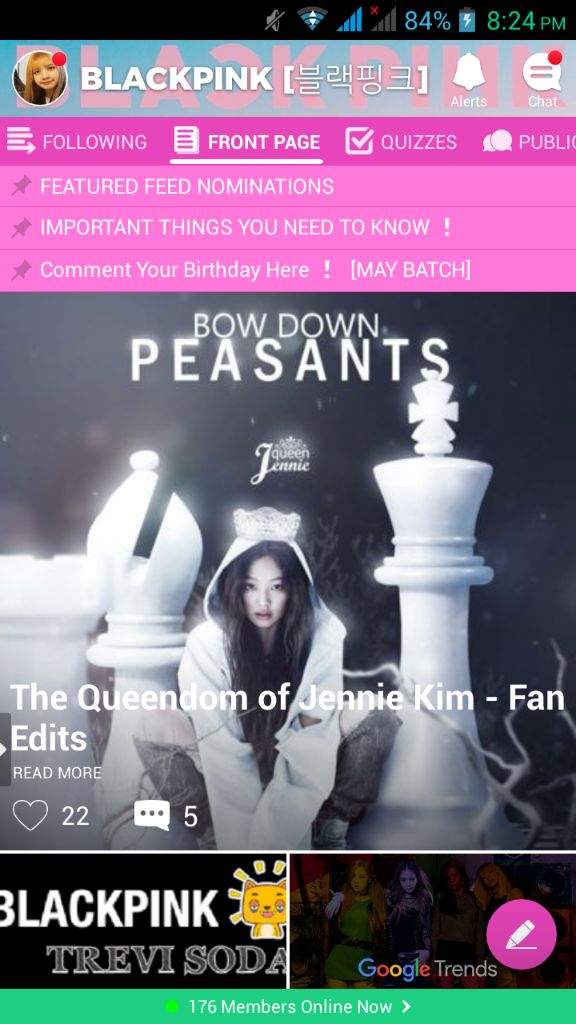 84% 8:24 PM
BLACKPINK
BLACKPINK [블랙핑크]
Alerts
Chat
FOLLOWING
FRONT PAGE
QUIZZES
PUBLIC
FEATURED FEED NOMINATIONS
IMPORTANT THINGS YOU NEED TO KNOW ❕
Comment Your Birthday Here ❕ [MAY BATCH]
BOW DOWN
PEASANTS
queen
Jennie
The Queendom of Jennie Kim - Fan
Edits
READ MORE
22
5
BLACKPINK
TREVI SODA
Google Trends
176 Members Online Now